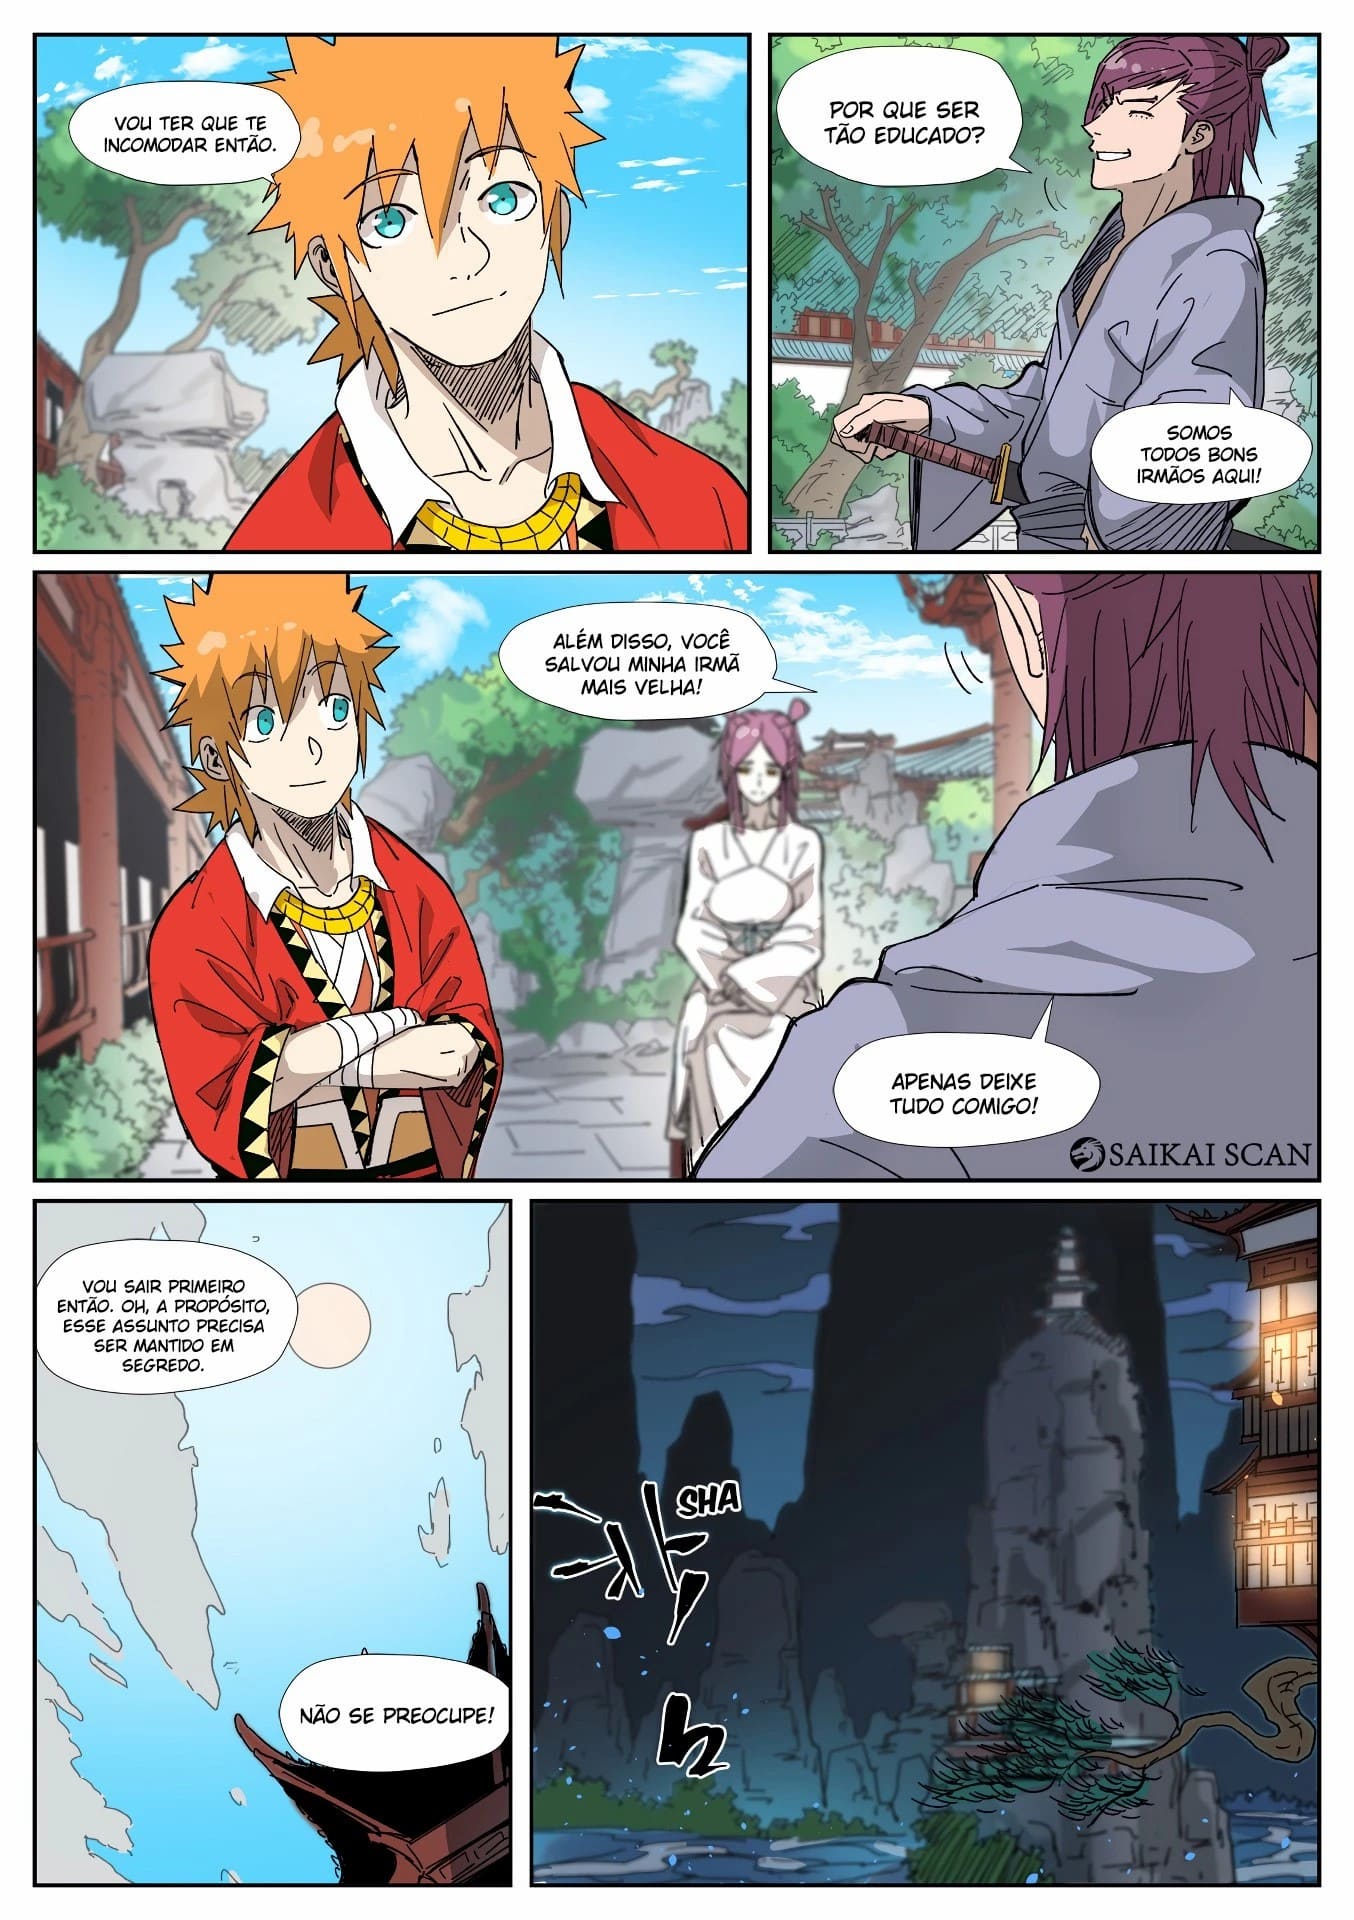 VOU TER QUE TE
INCOMODAR ENTÃO.
POR QUE SER
TÃO EDUCADO?
SOMOS
TODOS BONS
IRMÃOS AQUI!
ALÉM DISSO, VOCÊ
SALVOU MINHA IRMÃ
MAIS VELHA!
APENAS DEIXE
TUDO COMIGO!
SAIKAI SCAN
VOU SAIR PRIMEIRO
ENTÃO. OH, A PROPÓSITO,
ESSE ASSUNTO PRECISA
SER MANTIDO EM
SEGREDO.
NÃO SE PREOCUPE!
SHA